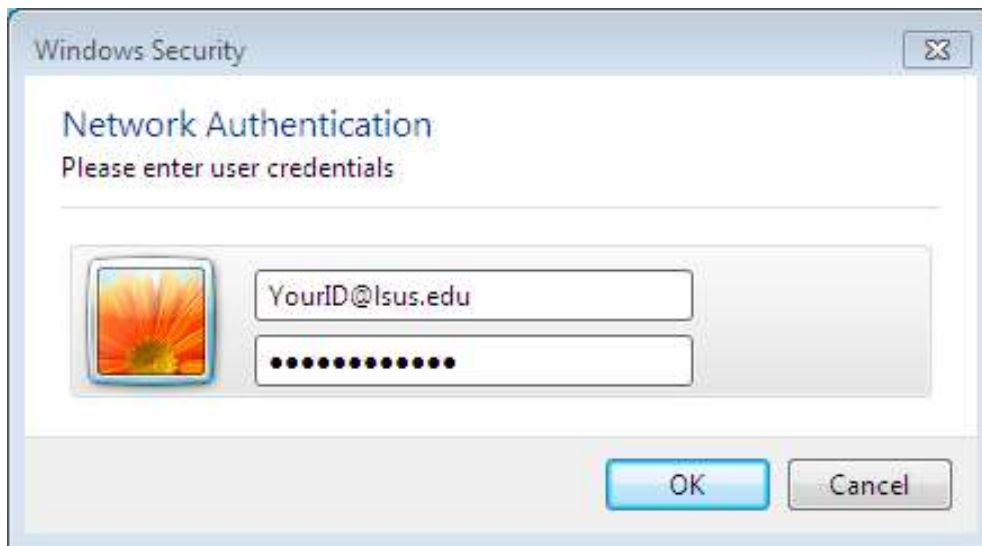 Windows Security
Network Authentication
Please enter user credentials
YourID@lsus.edu
●●●●●●●●●●●●
OK
Cancel